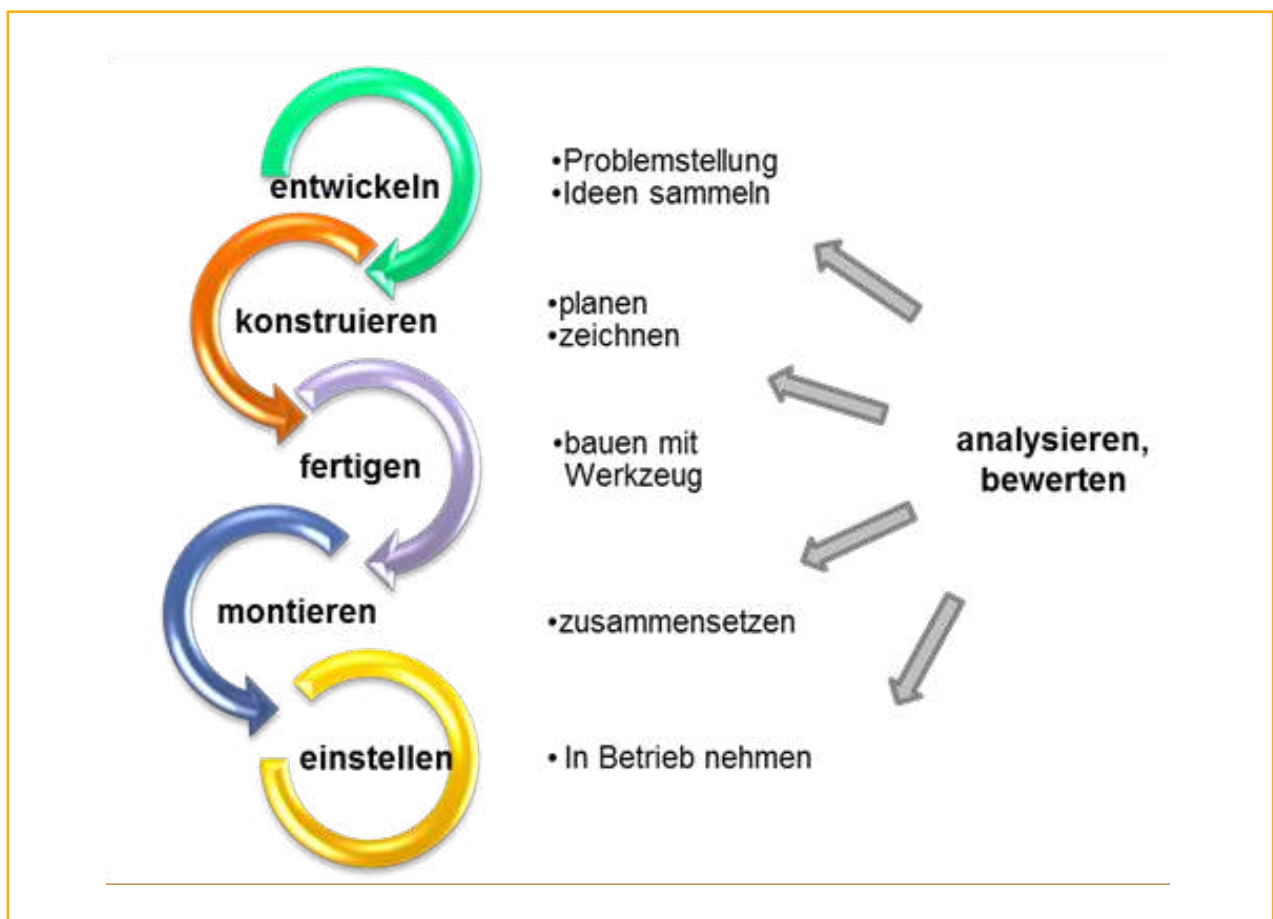 entwickeln
•Problemstellung
•Ideen sammeln
konstruieren
•planen
•zeichnen
fertigen
•bauen mit
Werkzeug
analysieren,
bewerten
montieren
•zusammensetzen
einstellen
• In Betrieb nehmen